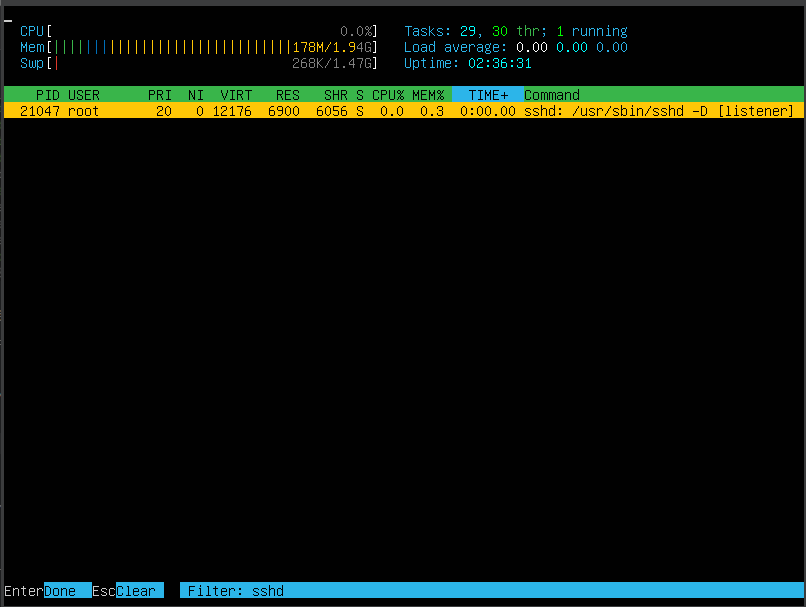 CPU[ 0.0%] Tasks: 29, 30 thr; 1 running
Mem[||||||||||||||||||||||||||||||178M/1.94G] Load average: 0.00 0.00 0.00
Swp[| 268K/1.47G] Uptime: 02:36:31
PID USER PRI NI VIRT RES SHR S CPU% MEM% TIME+ Command
21047 root 20 0 12176 6900 6056 S 0.0 0.3 0:00.00 sshd: /usr/sbin/sshd -D [listener]
EnterDone EscClear Filter: sshd